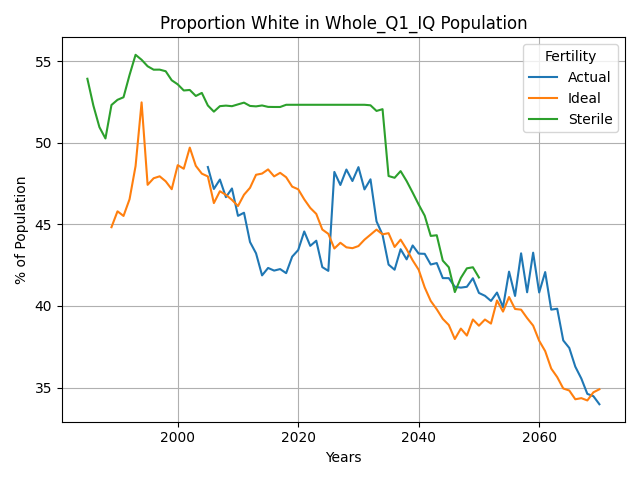 Proportion White in Whole_Q1_IQ Population
Fertility
Actual
Ideal
Sterile
% of Population
55
50
45
40
35
2000
2020
2040
2060
Years